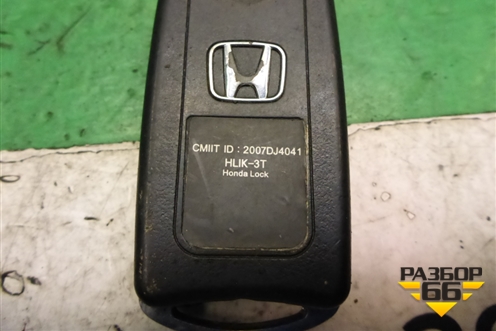 CMIIT ID : 2007DJ4041
HLIK-3T
Honda Lock
РАЗБОР
66